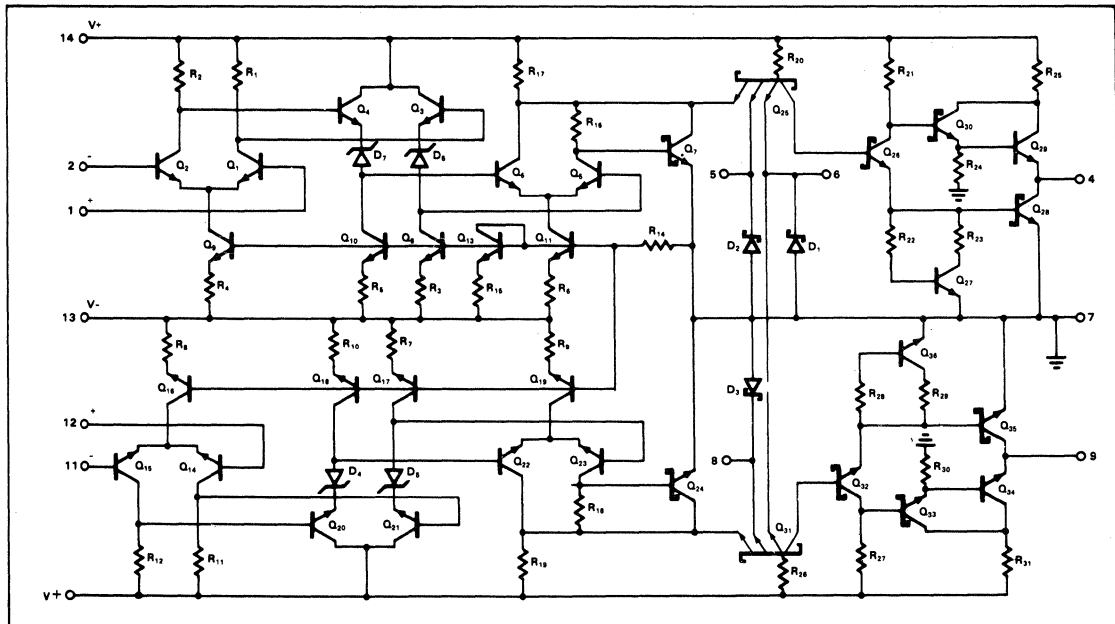 14 V+
R2 R1 R17 R20 R21 R25
Q4 Q3 Q25 Q30
D7 D6 R16 Q7 R24 Q29
2 - Q2 Q1 Q5 Q6 5 6 Q26 4
1 + Q28
Q9 Q10 Q8 Q13 Q11 R14 D2 D1 R22 R23
R4 R5 R3 R15 R6 Q27
13 V- 7
R8 R10 R7 R9 Q36
Q16 Q18 Q17 Q19 D3 R28 R29
12 + Q35
11 - Q15 Q14 D4 D5 Q22 Q23 8 R30 9
Q20 Q21 R18 Q24 Q31 Q32 Q33 Q34
R12 R11 R19 R26 R27 R31
V+